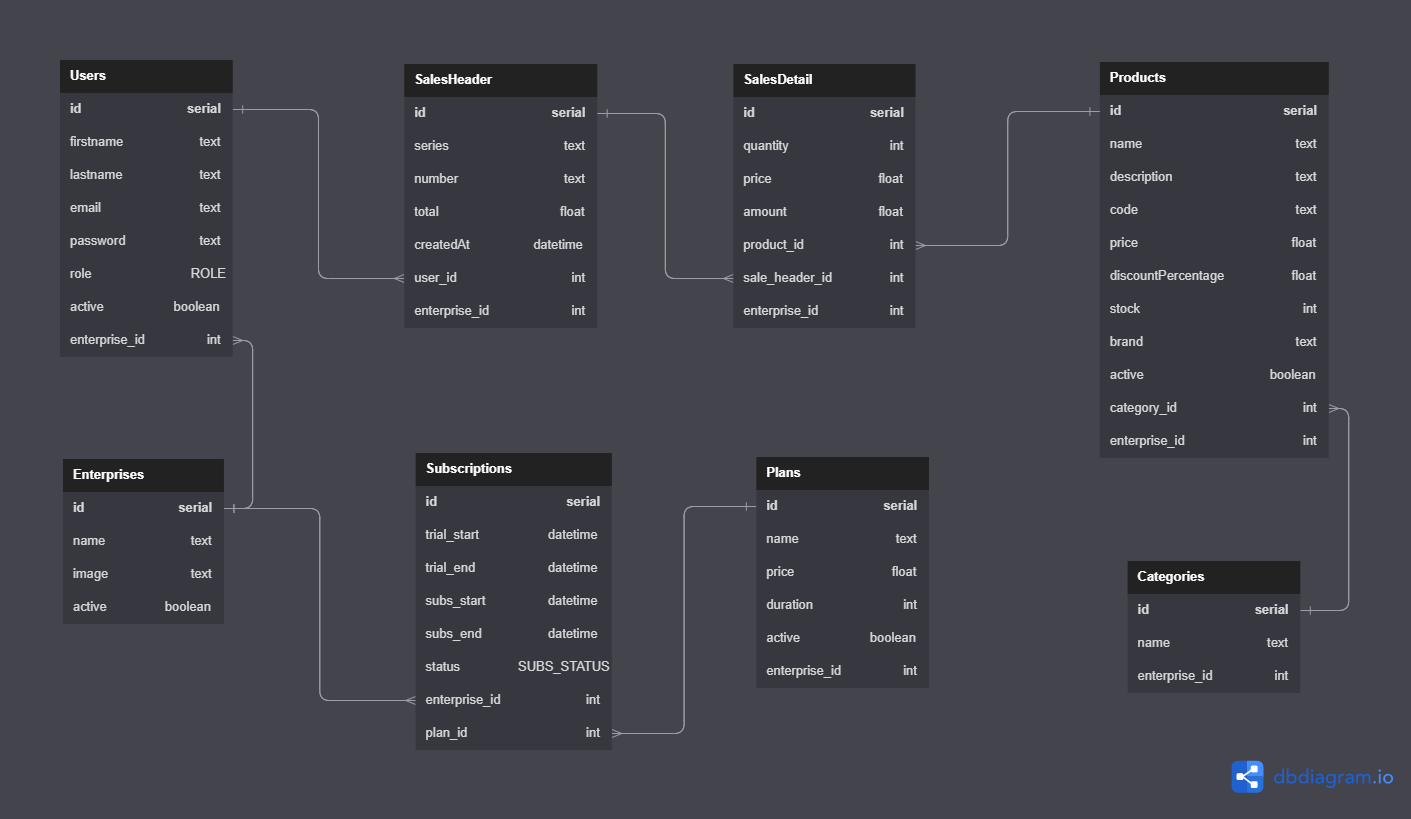 Users
id serial
firstname text
lastname text
email text
password text
role ROLE
active boolean
enterprise_id int
SalesHeader
id serial
series text
number text
total float
createdAt datetime
user_id int
enterprise_id int
SalesDetail
id serial
quantity int
price float
amount float
product_id int
sale_header_id int
enterprise_id int
Products
id serial
name text
description text
code text
price float
discountPercentage float
stock int
brand text
active boolean
category_id int
enterprise_id int
Enterprises
id serial
name text
image text
active boolean
Subscriptions
id serial
trial_start datetime
trial_end datetime
subs_start datetime
subs_end datetime
status SUBS_STATUS
enterprise_id int
plan_id int
Plans
id serial
name text
price float
duration int
active boolean
enterprise_id int
Categories
id serial
name text
enterprise_id int
dbdiagram.io